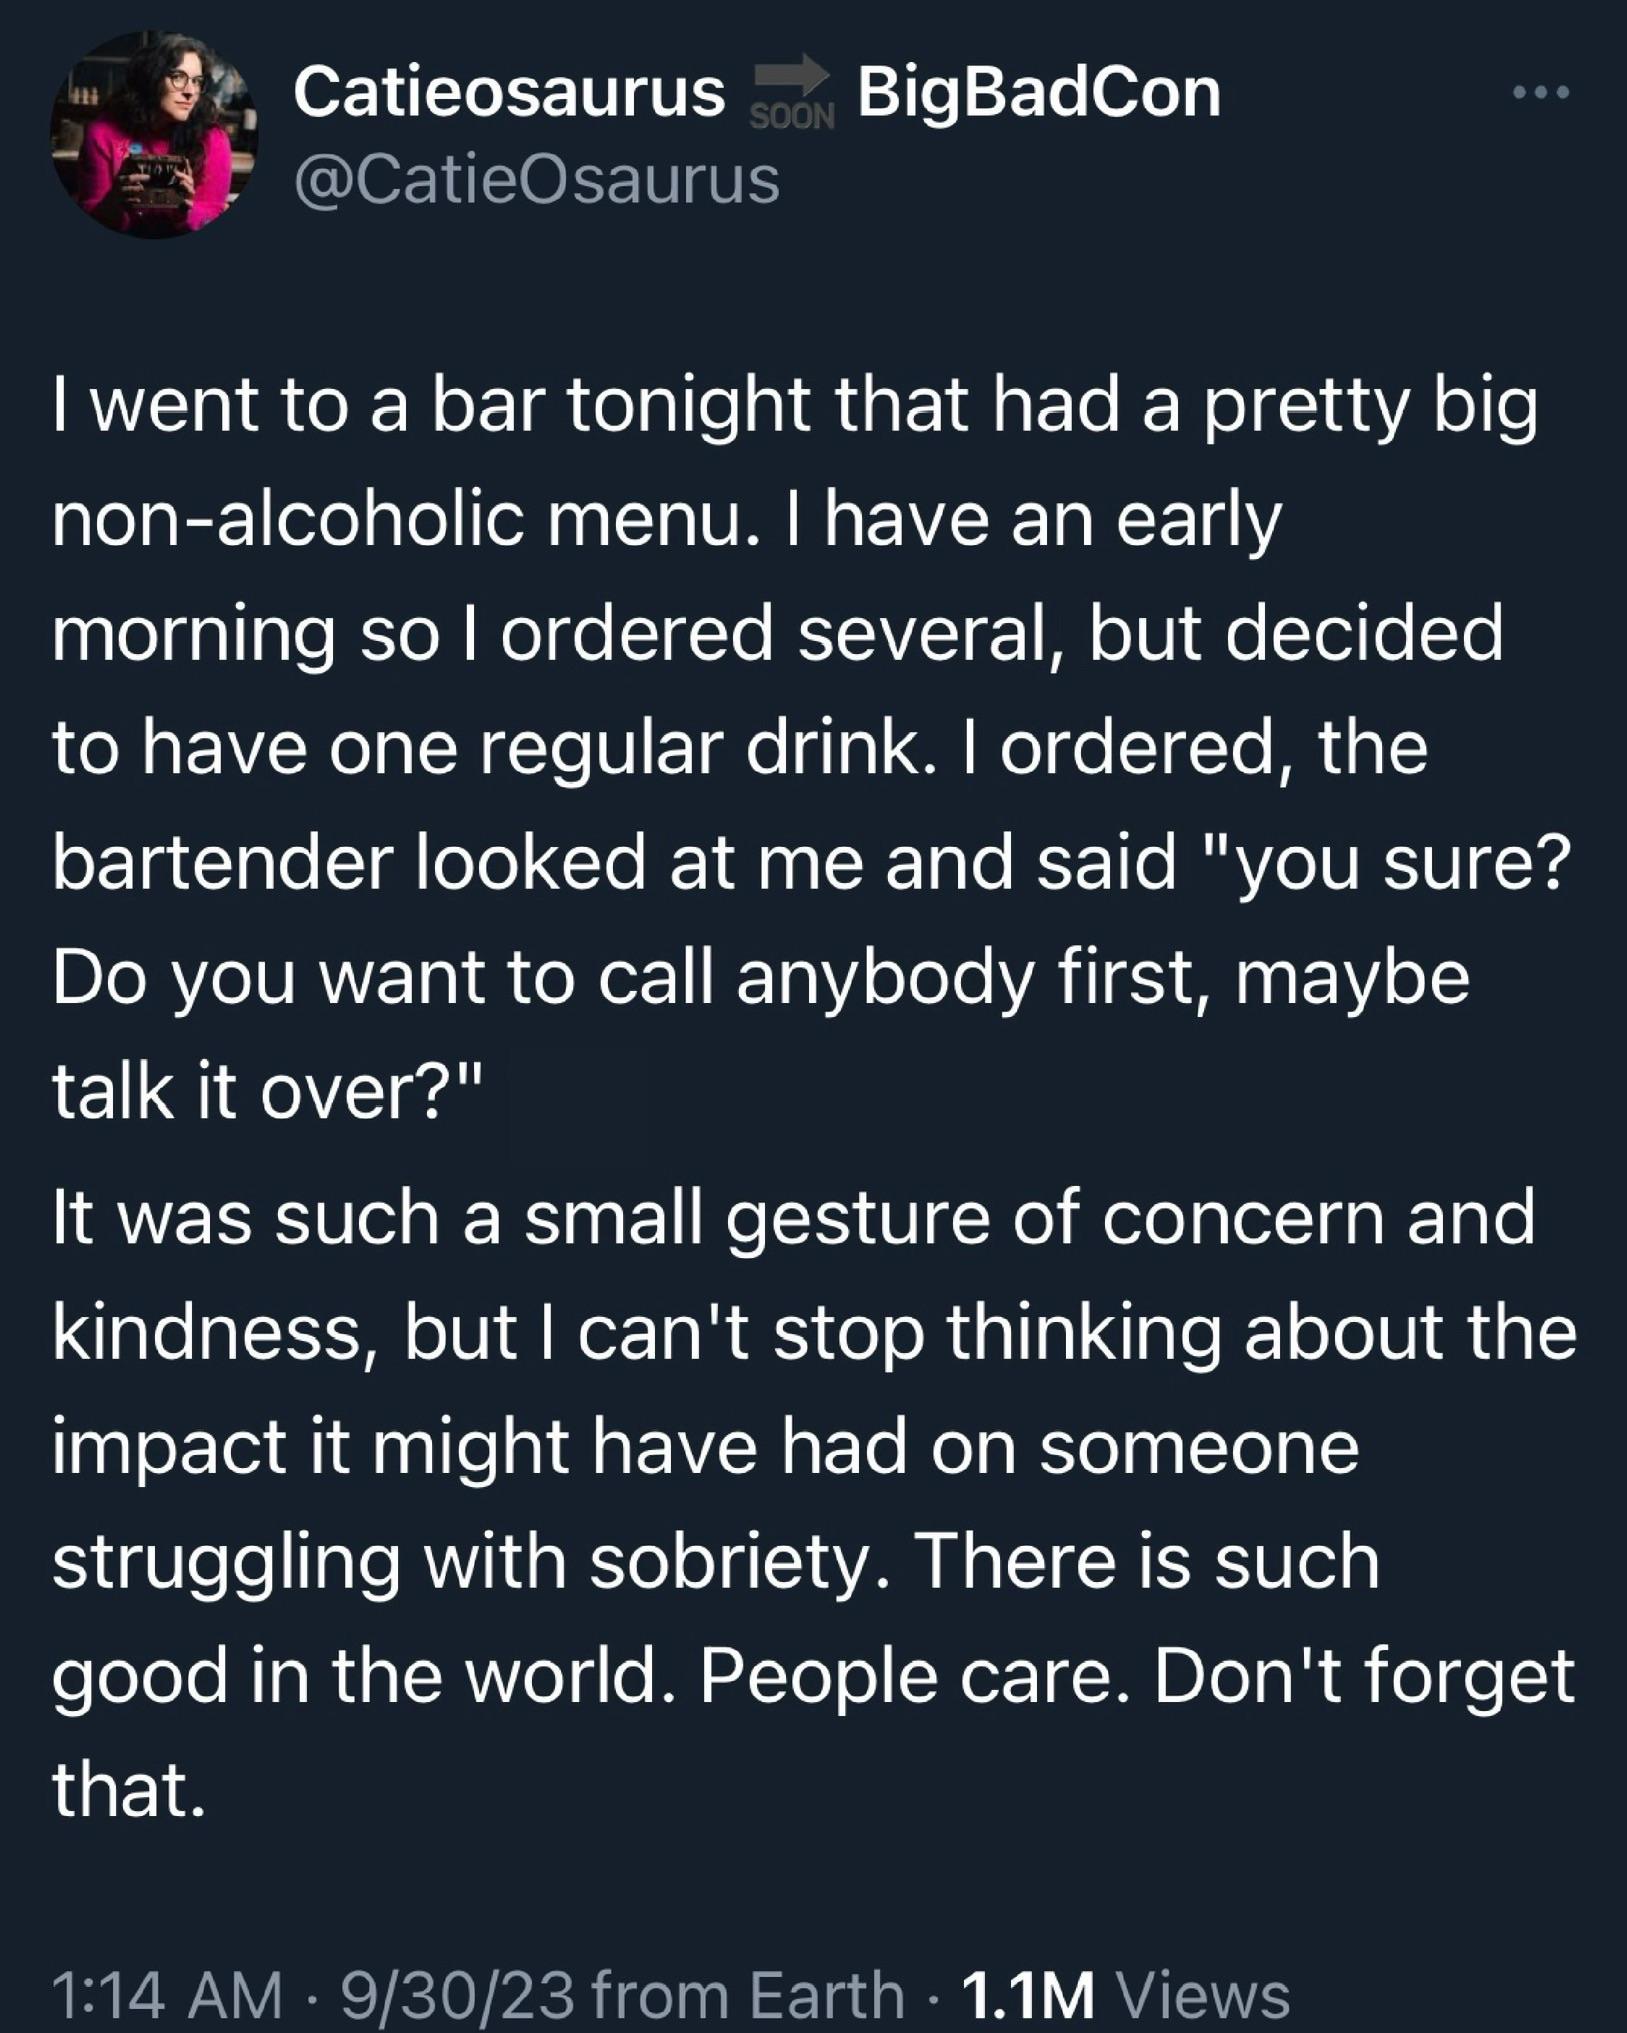 Catieosaurus 🔜 BigBadCon
@CatieOsaurus
I went to a bar tonight that had a pretty big
non-alcoholic menu. I have an early
morning so I ordered several, but decided
to have one regular drink. I ordered, the
bartender looked at me and said "you sure?
Do you want to call anybody first, maybe
talk it over?"
It was such a small gesture of concern and
kindness, but I can't stop thinking about the
impact it might have had on someone
struggling with sobriety. There is such
good in the world. People care. Don't forget
that.
1:14 AM · 9/30/23 from Earth · 1.1M Views